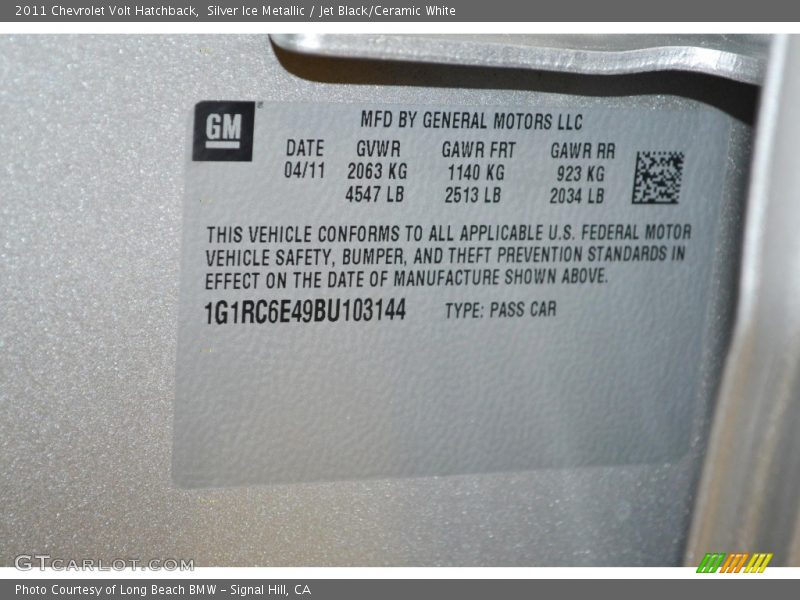 2011 Chevrolet Volt Hatchback,  Silver Ice Metallic / Jet Black/Ceramic White
GM
MFD BY GENERAL MOTORS LLC
DATE GVWR GAWR FRT GAWR RR
04/11 2063 KG 1140 KG 923 KG
4547 LB 2513 LB 2034 LB
THIS VEHICLE CONFORMS TO ALL APPLICABLE U.S. FEDERAL MOTOR
VEHICLE SAFETY, BUMPER, AND THEFT PREVENTION STANDARDS IN
EFFECT ON THE DATE OF MANUFACTURE SHOWN ABOVE.
1G1RC6E49BU103144 TYPE: PASS CAR
GTCARLOT.COM
Photo Courtesy of Long Beach BMW - Signal Hill, CA